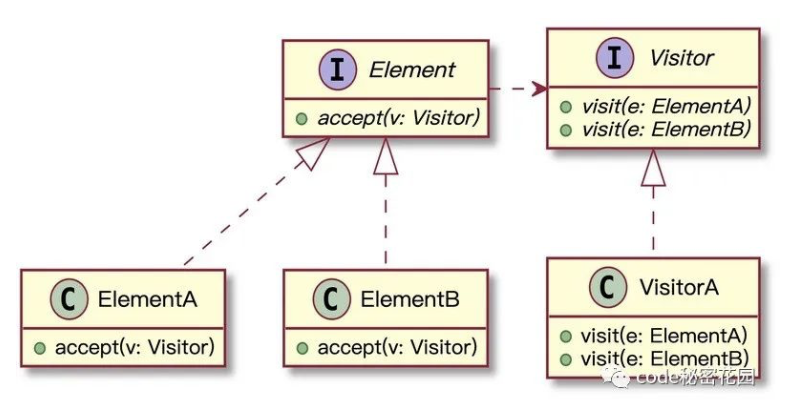 I Element
accept(v: Visitor)
I Visitor
visit(e: ElementA)
visit(e: ElementB)
C ElementA
accept(v: Visitor)
C ElementB
accept(v: Visitor)
C VisitorA
visit(e: ElementA)
visit(e: ElementB)
code秘密花园